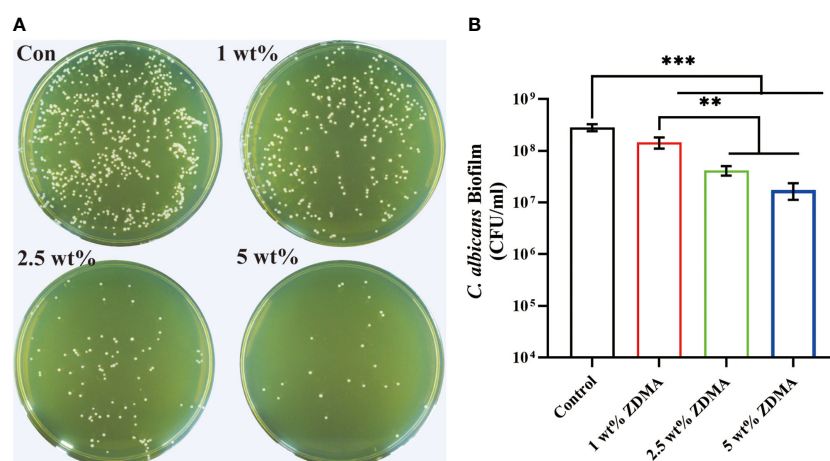 A
B
Con
1 wt%
2.5 wt%
5 wt%
***
**
10⁹
10⁸
10⁷
10⁶
10⁵
10⁴
C. albicans Biofilm
(CFU/ml)
Control
1 wt% ZDMA
2.5 wt% ZDMA
5 wt% ZDMA